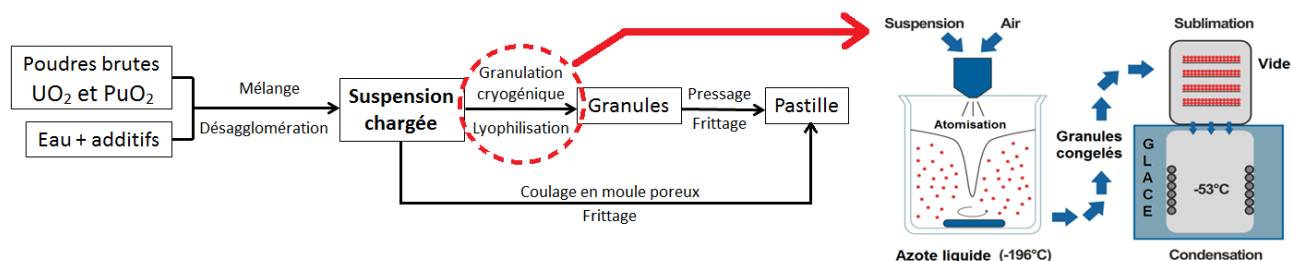 Poudres brutes
UO₂ et PuO₂
Eau + additifs
Mélange
Désagglomération
Suspension
chargée
Granulation
cryogénique
Lyophilisation
Granules
Pressage
Frittage
Pastille
Coulage en moule poreux
Frittage
Suspension
Air
Atomisation
Azote liquide (-196°C)
Granules
congelés
Sublimation
Vide
GLACE
-53°C
Condensation